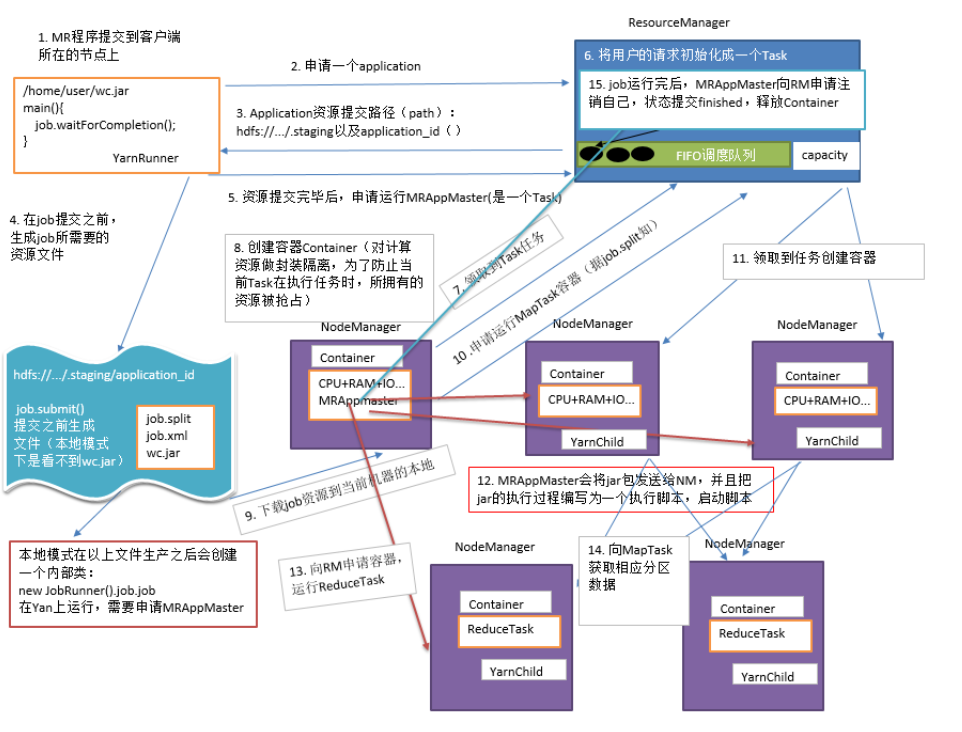 ResourceManager
1. MR程序提交到客户端
所在的节点上
/home/user/wc.jar
main(){
job.waitForCompletion();
}
YarnRunner
2. 申请一个application
3. Application资源提交路径（path）：
hdfs://.../.staging以及application_id（ ）
6. 将用户的请求初始化成一个Task
15. job运行完后，MRAppMaster向RM申请注
销自己，状态提交finished，释放Container
FIFO调度队列
capacity
5. 资源提交完毕后，申请运行MRAppMaster(是一个Task)
4. 在job提交之前，
生成job所需要的
资源文件
8. 创建容器Container（对计算
资源做封装隔离，为了防止当
前Task在执行任务时，所拥有的
资源被抢占）
7. 领取到Task任务
10 .申请运行MapTask容器（据job.split知）
11. 领取到任务创建容器
NodeManager
Container
CPU+RAM+IO...
MRAppmaster
NodeManager
Container
CPU+RAM+IO...
YarnChild
NodeManager
Container
CPU+RAM+IO...
YarnChild
hdfs://.../.staging/application_id
job.submit()
提交之前生成
文件（本地模式
下是看不到wc.jar）
job.split
job.xml
wc.jar
9. 下载job资源到当前机器的本地
12. MRAppMaster会将jar包发送给NM，并且把
jar的执行过程编写为一个执行脚本，启动脚本
本地模式在以上文件生产之后会创建
一个内部类：
new JobRunner().job.job
在Yan上运行，需要申请MRAppMaster
13. 向RM申请容器，
运行ReduceTask
14. 向MapTask
获取相应分区
数据
NodeManager
Container
ReduceTask
YarnChild
NodeManager
Container
ReduceTask
YarnChild